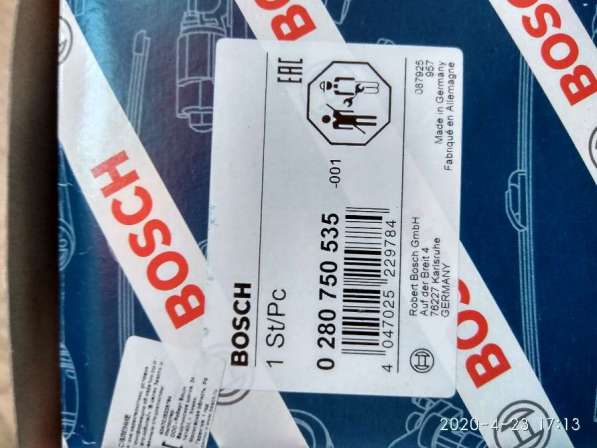 BOSCH
BOSCH
BOSCH
BOSCH
BOSCH
1 St/Pc
0 280 750 535
-001
4 047025 229784
EAC
087925
957
Made in Germany
Fabriqué en Allemagne
Robert Bosch GmbH
Auf der Breit 4
76227 Karlsruhe
GERMANY
2020-4-23 17:13